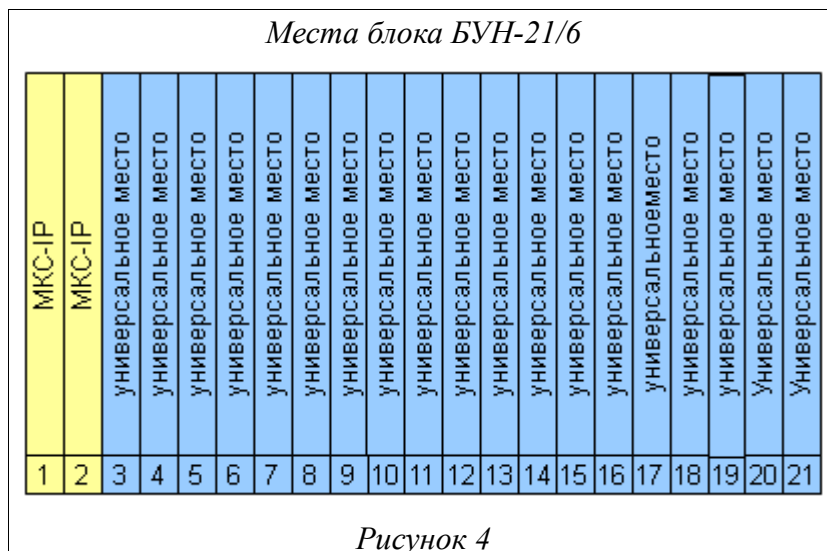 Места блока БУН-21/6
МКС-IP
МКС-IP
универсальное место
универсальное место
универсальное место
универсальное место
универсальное место
универсальное место
универсальное место
универсальное место
универсальное место
универсальное место
универсальное место
универсальное место
универсальное место
универсальное место
универсальноеместо
универсальное место
универсальное место
Универсальное место
Универсальное место
1 2 3 4 5 6 7 8 9 10 11 12 13 14 15 16 17 18 19 20 21
Рисунок 4